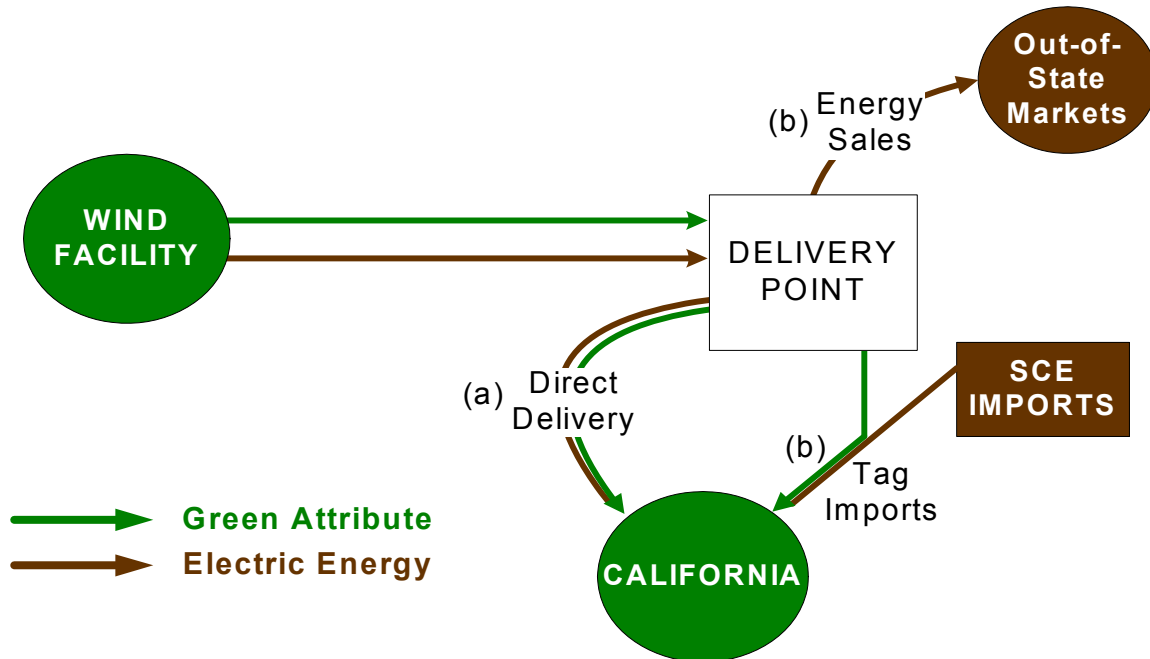 Out-of-
State
Markets
(b) Energy
Sales
WIND
FACILITY
DELIVERY
POINT
SCE
IMPORTS
(a) Direct
Delivery
(b) Tag
Imports
Green Attribute
Electric Energy
CALIFORNIA